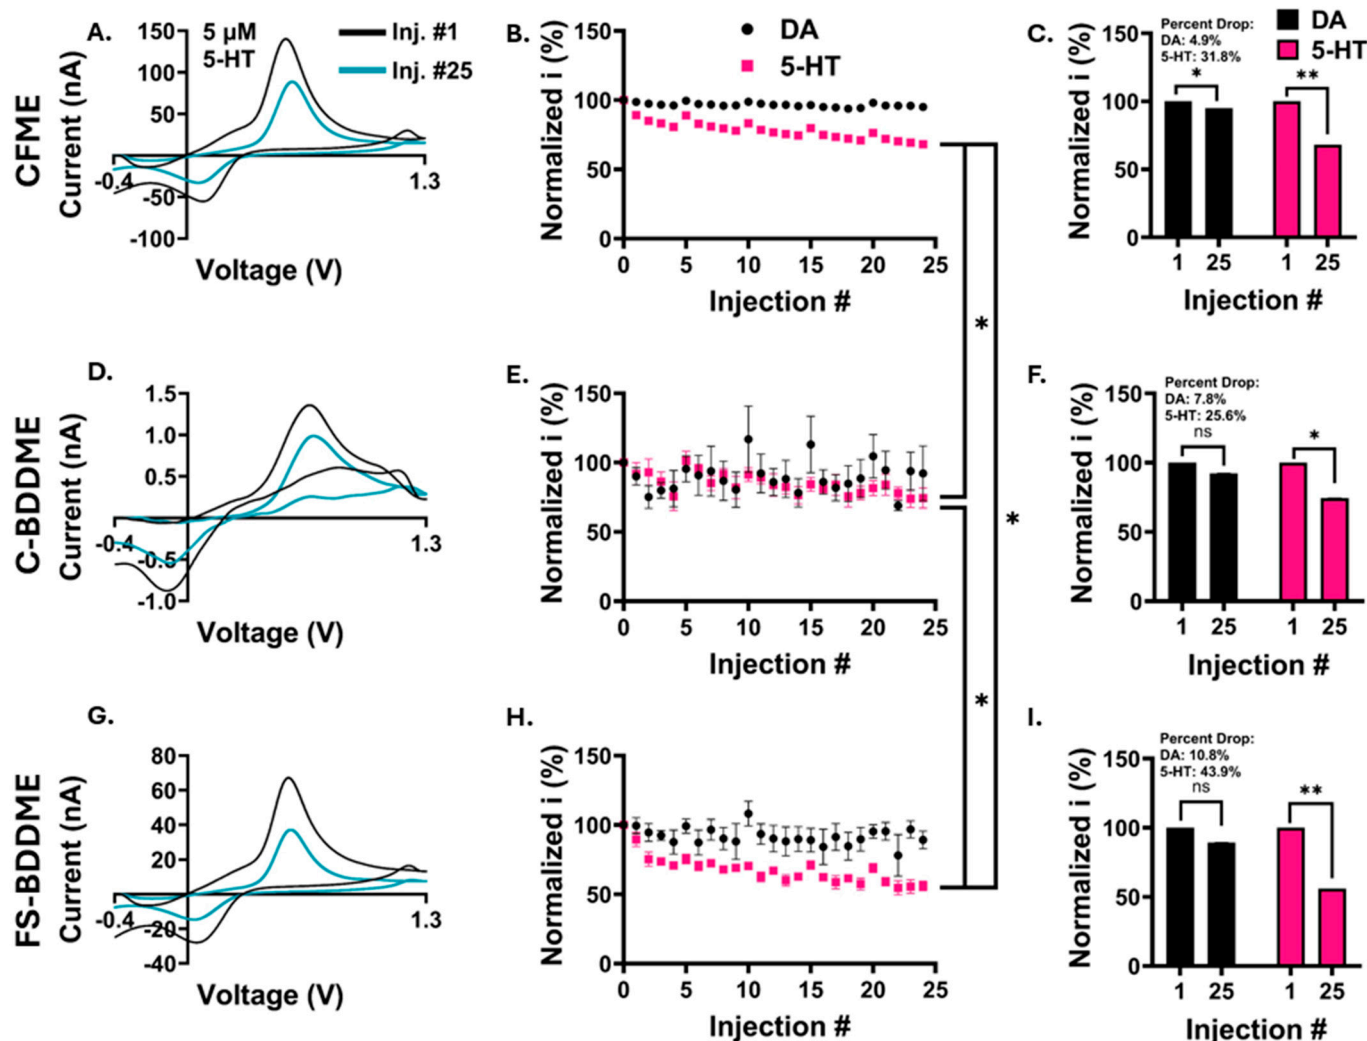 A.
5 μM
5-HT
Inj. #1
Inj. #25
CFME
Current (nA)
150
100
50
-50
-100
-0.4
1.3
Voltage (V)
B.
DA
5-HT
Normalized i (%)
150
100
50
0
0 5 10 15 20 25
Injection #
C.
DA
5-HT
Percent Drop:
DA: 4.9%
5-HT: 31.8%
*
**
Normalized i (%)
150
100
50
0
1 25 1 25
Injection #
*
*
*
D.
C-BDDME
Current (nA)
1.5
1.0
0.5
-0.5
-1.0
-0.4
1.3
Voltage (V)
E.
Normalized i (%)
150
100
50
0
0 5 10 15 20 25
Injection #
F.
Percent Drop:
DA: 7.8%
5-HT: 25.6%
ns
*
Normalized i (%)
150
100
50
0
1 25 1 25
Injection #
G.
FS-BDDME
Current (nA)
80
60
40
20
-20
-40
-0.4
1.3
Voltage (V)
H.
Normalized i (%)
150
100
50
0
0 5 10 15 20 25
Injection #
I.
Percent Drop:
DA: 10.8%
5-HT: 43.9%
ns
**
Normalized i (%)
150
100
50
0
1 25 1 25
Injection #